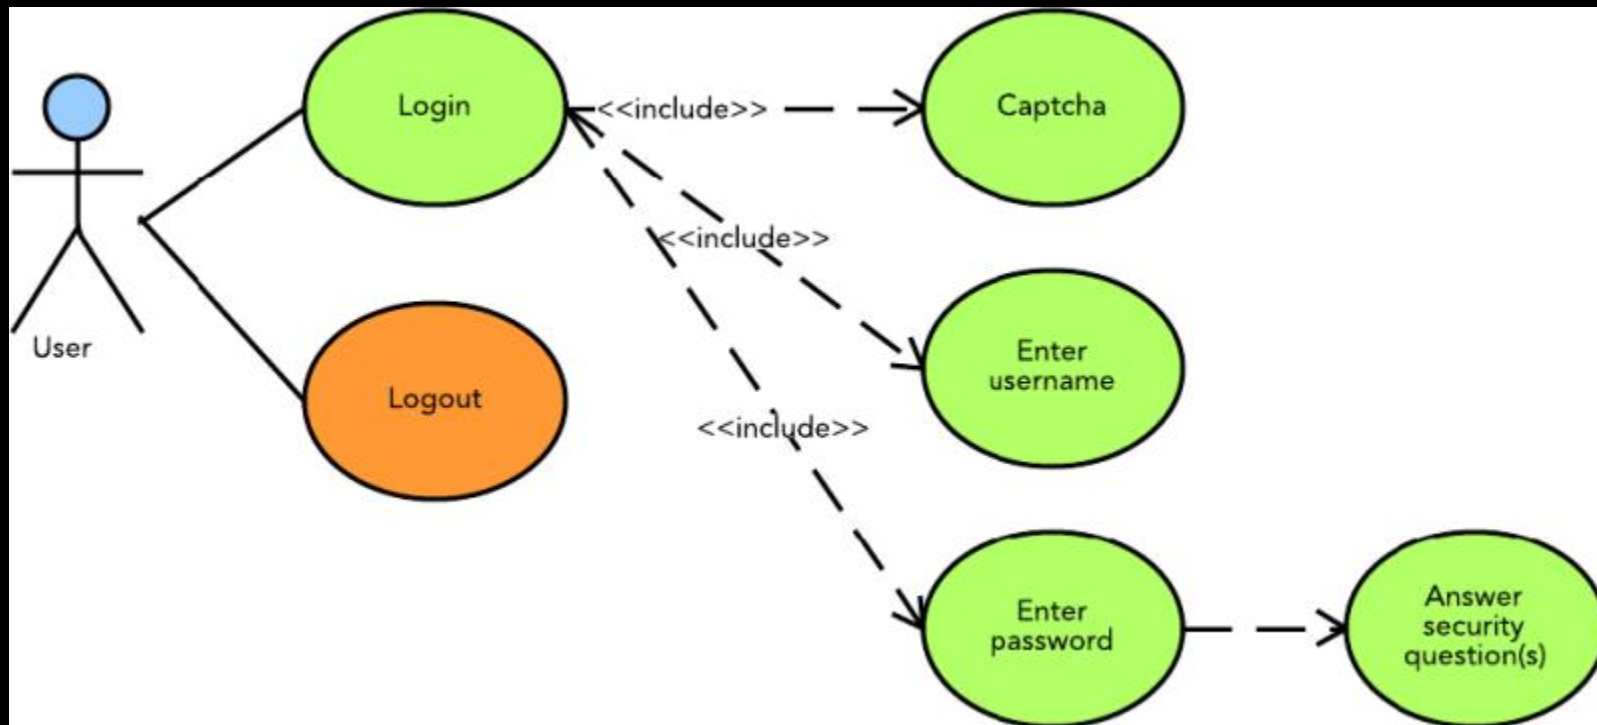 Login
<<include>>
Captcha
<<include>>
User
Enter
username
Logout
<<include>>
Enter
password
Answer
security
question(s)